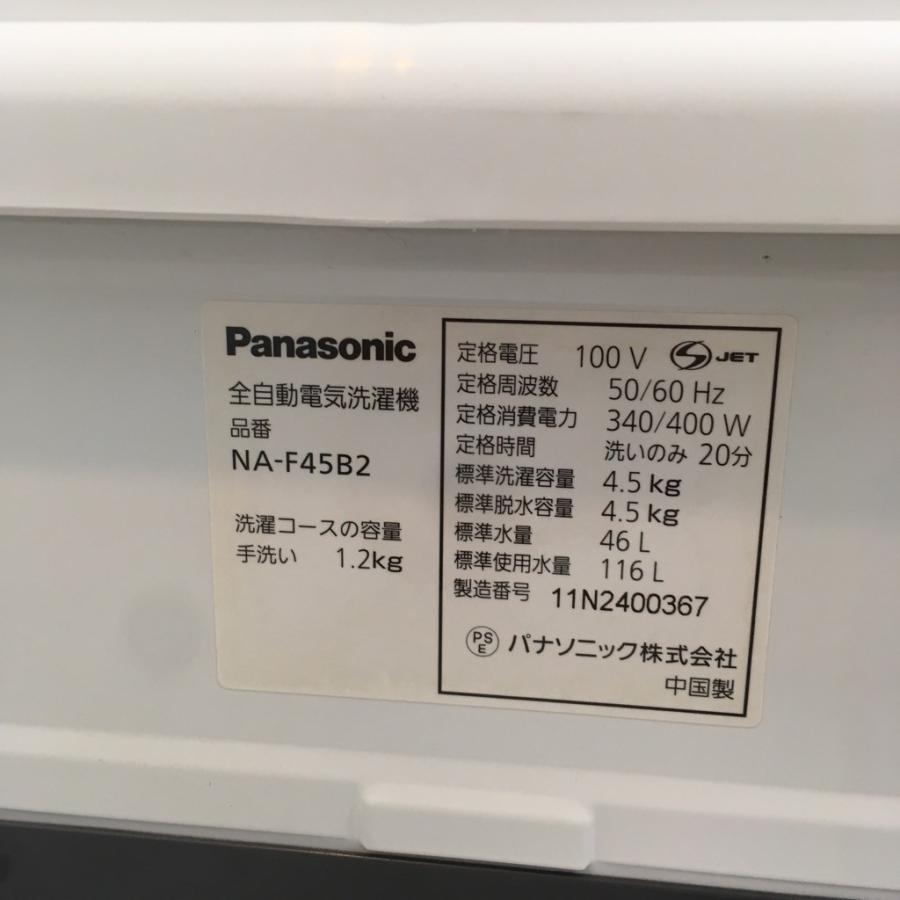 Panasonic
全自動電気洗濯機
品番
NA-F45B2
洗濯コースの容量
手洗い 1.2kg
定格電圧 100 V JET
定格周波数 50/60 Hz
定格消費電力 340/400 W
定格時間 洗いのみ 20分
標準洗濯容量 4.5 kg
標準脱水容量 4.5 kg
標準水量 46 L
標準使用水量 116 L
製造番号 11N2400367
PS
E パナソニック株式会社
中国製